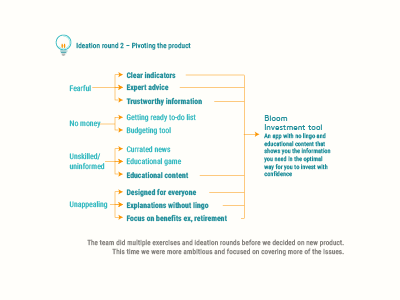 Ideation round 2 – Pivoting the product
Fearful
Clear indicators
Expert advice
Trustworthy information
No money
Getting ready to-do list
Budgeting tool
Unskilled/
uninformed
Currated news
Educational game
Educational content
Unappealing
Designed for everyone
Explanations without lingo
Focus on benefits ex, retirement
Bloom
Investment tool
An app with no lingo and
educational content that
shows you the information
you need in the optimal
way for you to invest with
confidence
The team did multiple exercises and ideation rounds before we decided on new product.
This time we were more ambitious and focused on covering more of the issues.